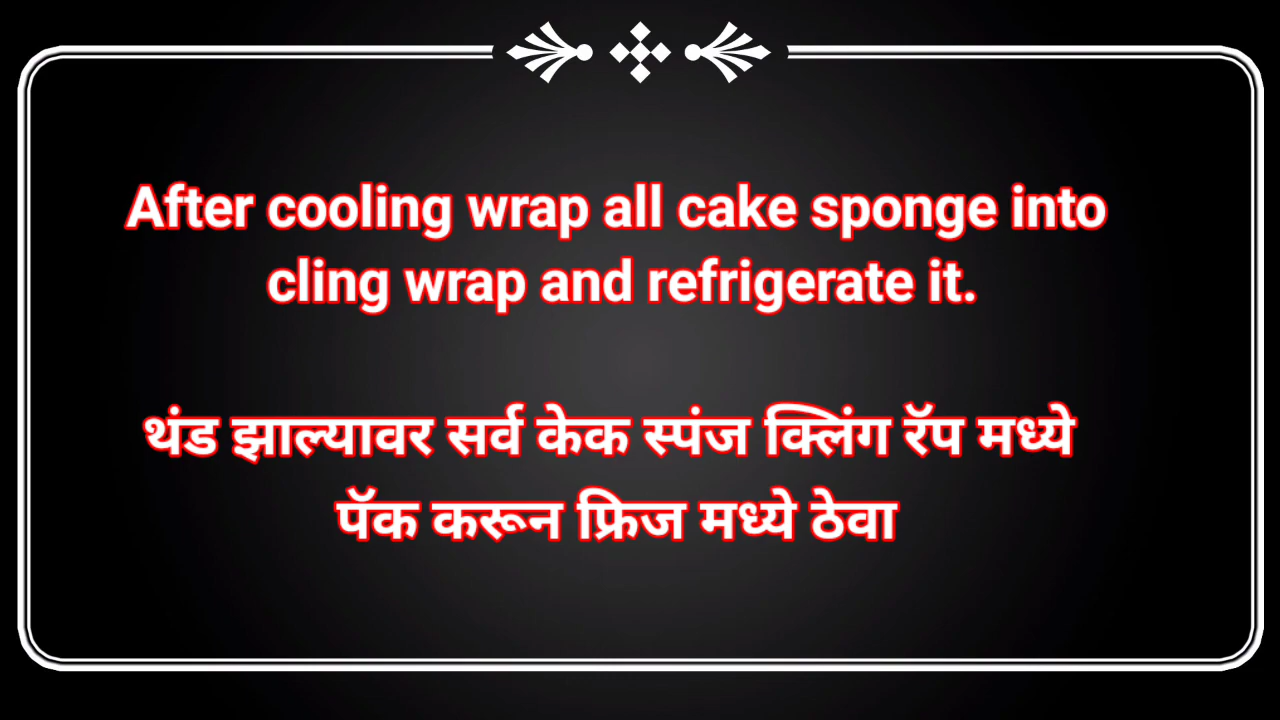 After cooling wrap all cake sponge into
cling wrap and refrigerate it.
थंड झाल्यावर सर्व केक स्पंज क्लिंग रॅप मध्ये
पॅक करून फ्रिज मध्ये ठेवा